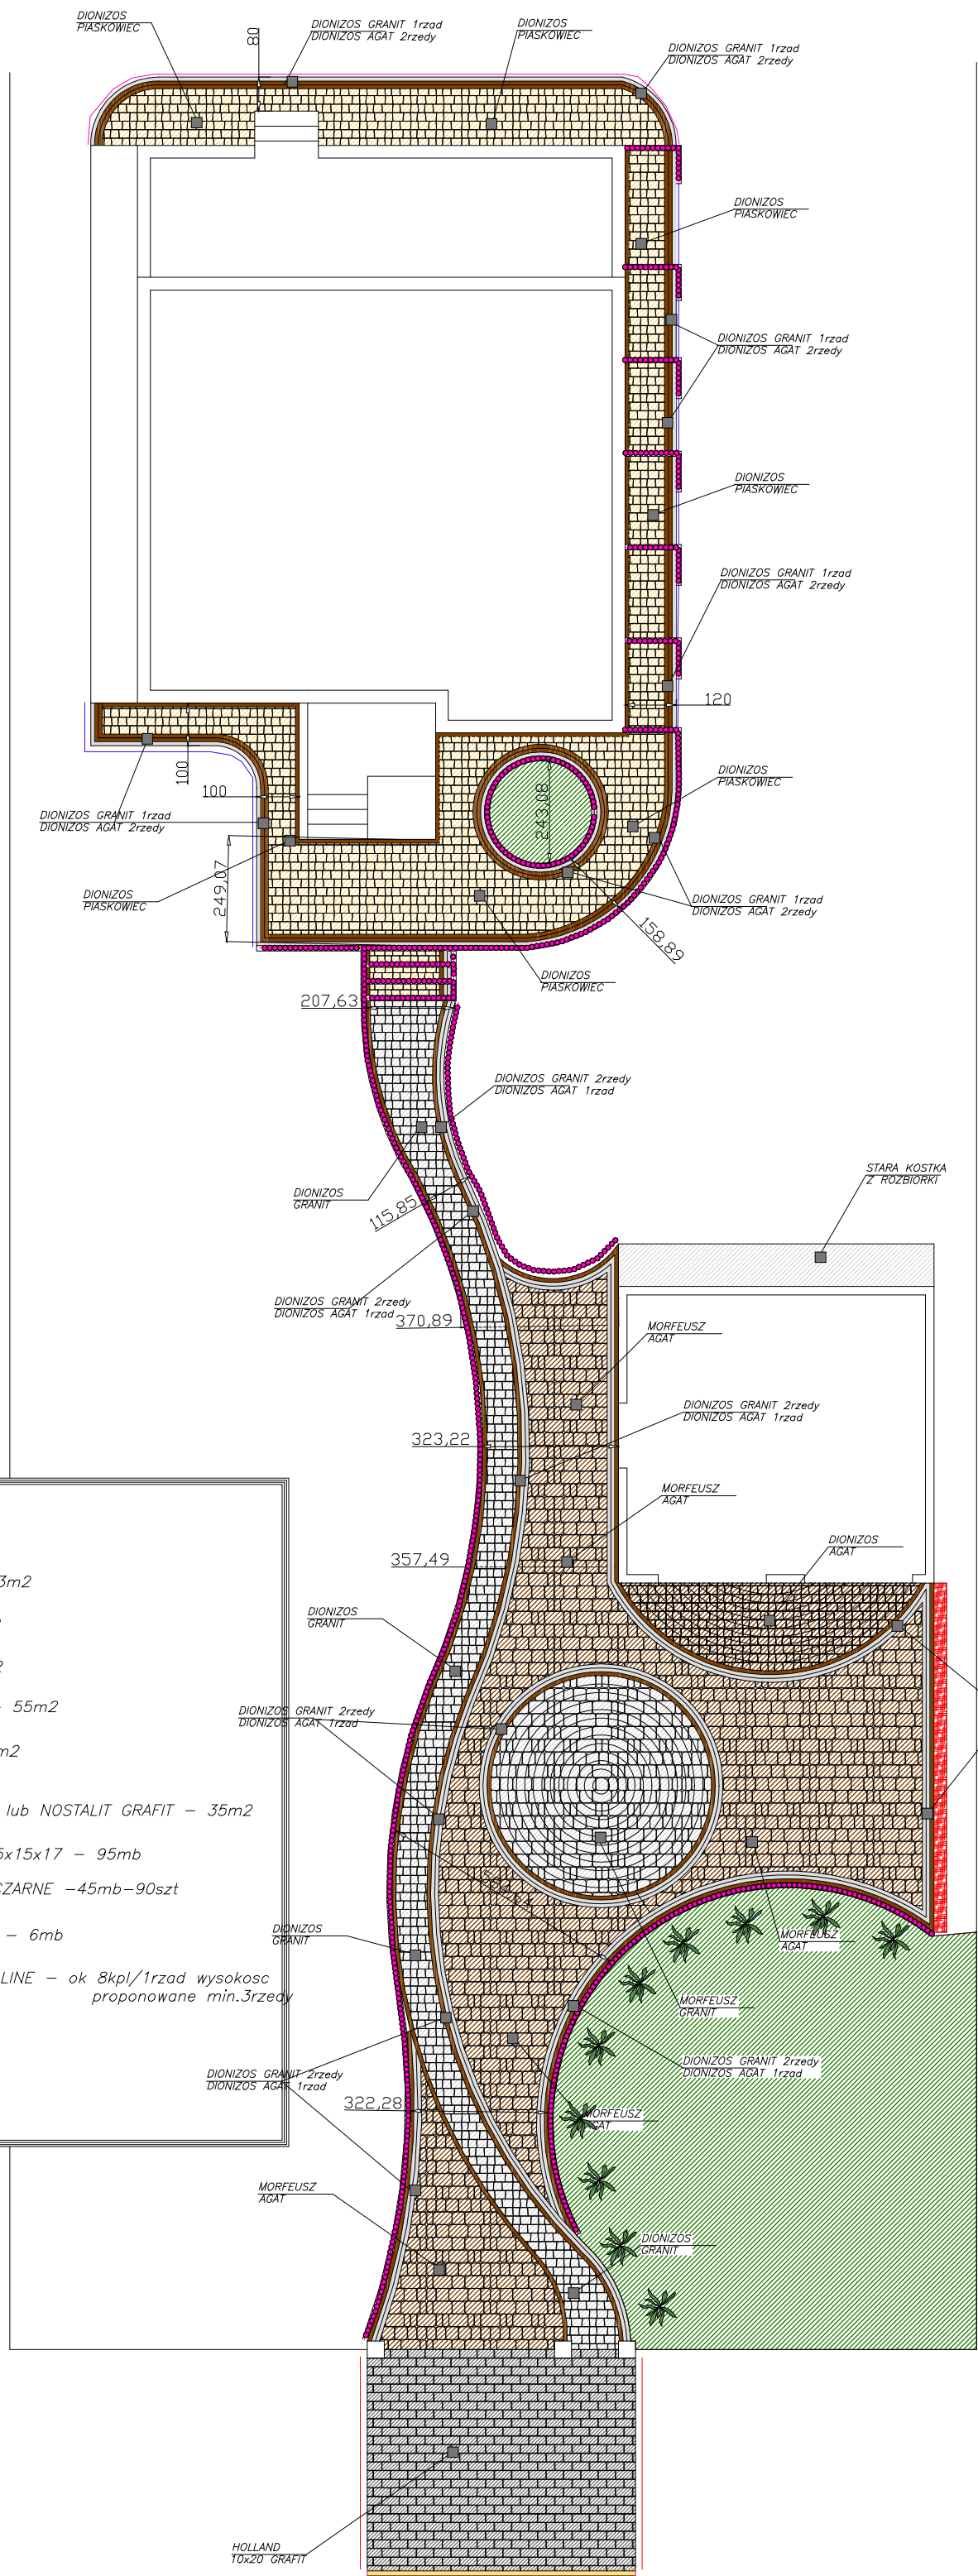 DIONIZOS
PIASKOWIEC
80
DIONIZOS GRANIT 1rzad
DIONIZOS AGAT 2rzedy
DIONIZOS
PIASKOWIEC
DIONIZOS GRANIT 1rzad
DIONIZOS AGAT 2rzedy
DIONIZOS
PIASKOWIEC
DIONIZOS GRANIT 1rzad
DIONIZOS AGAT 2rzedy
DIONIZOS
PIASKOWIEC
DIONIZOS GRANIT 1rzad
DIONIZOS AGAT 2rzedy
120
100
100
DIONIZOS
PIASKOWIEC
DIONIZOS GRANIT 1rzad
DIONIZOS AGAT 2rzedy
243,08
249,07
DIONIZOS
PIASKOWIEC
DIONIZOS GRANIT 1rzad
DIONIZOS AGAT 2rzedy
158,89
DIONIZOS
PIASKOWIEC
207,63
DIONIZOS GRANIT 2rzedy
DIONIZOS AGAT 1rzad
STARA KOSTKA
Z ROZBIORKI
DIONIZOS
GRANIT
115,85
DIONIZOS GRANIT 2rzedy
DIONIZOS AGAT 1rzad
370,89
MORFEUSZ
AGAT
DIONIZOS GRANIT 2rzedy
DIONIZOS AGAT 1rzad
323,22
MORFEUSZ
AGAT
DIONIZOS
AGAT
357,49
3m2
DIONIZOS
GRANIT
- 55m2
DIONIZOS GRANIT 2rzedy
DIONIZOS AGAT 1rzad
m2
lub NOSTALIT GRAFIT - 35m2
5x15x17 - 95mb
CZARNE -45mb-90szt
- 6mb
DIONIZOS
GRANIT
MORFEUSZ
AGAT
LINE - ok 8kpl/1rzad wysokosc
proponowane min.3rzedy
MORFEUSZ
GRANIT
DIONIZOS GRANIT 2rzedy
DIONIZOS AGAT 1rzad
DIONIZOS GRANIT 2rzedy
DIONIZOS AGAT 1rzad
322,28
MORFEUSZ
AGAT
MORFEUSZ
AGAT
DIONIZOS
GRANIT
HOLLAND
10x20 GRAFIT